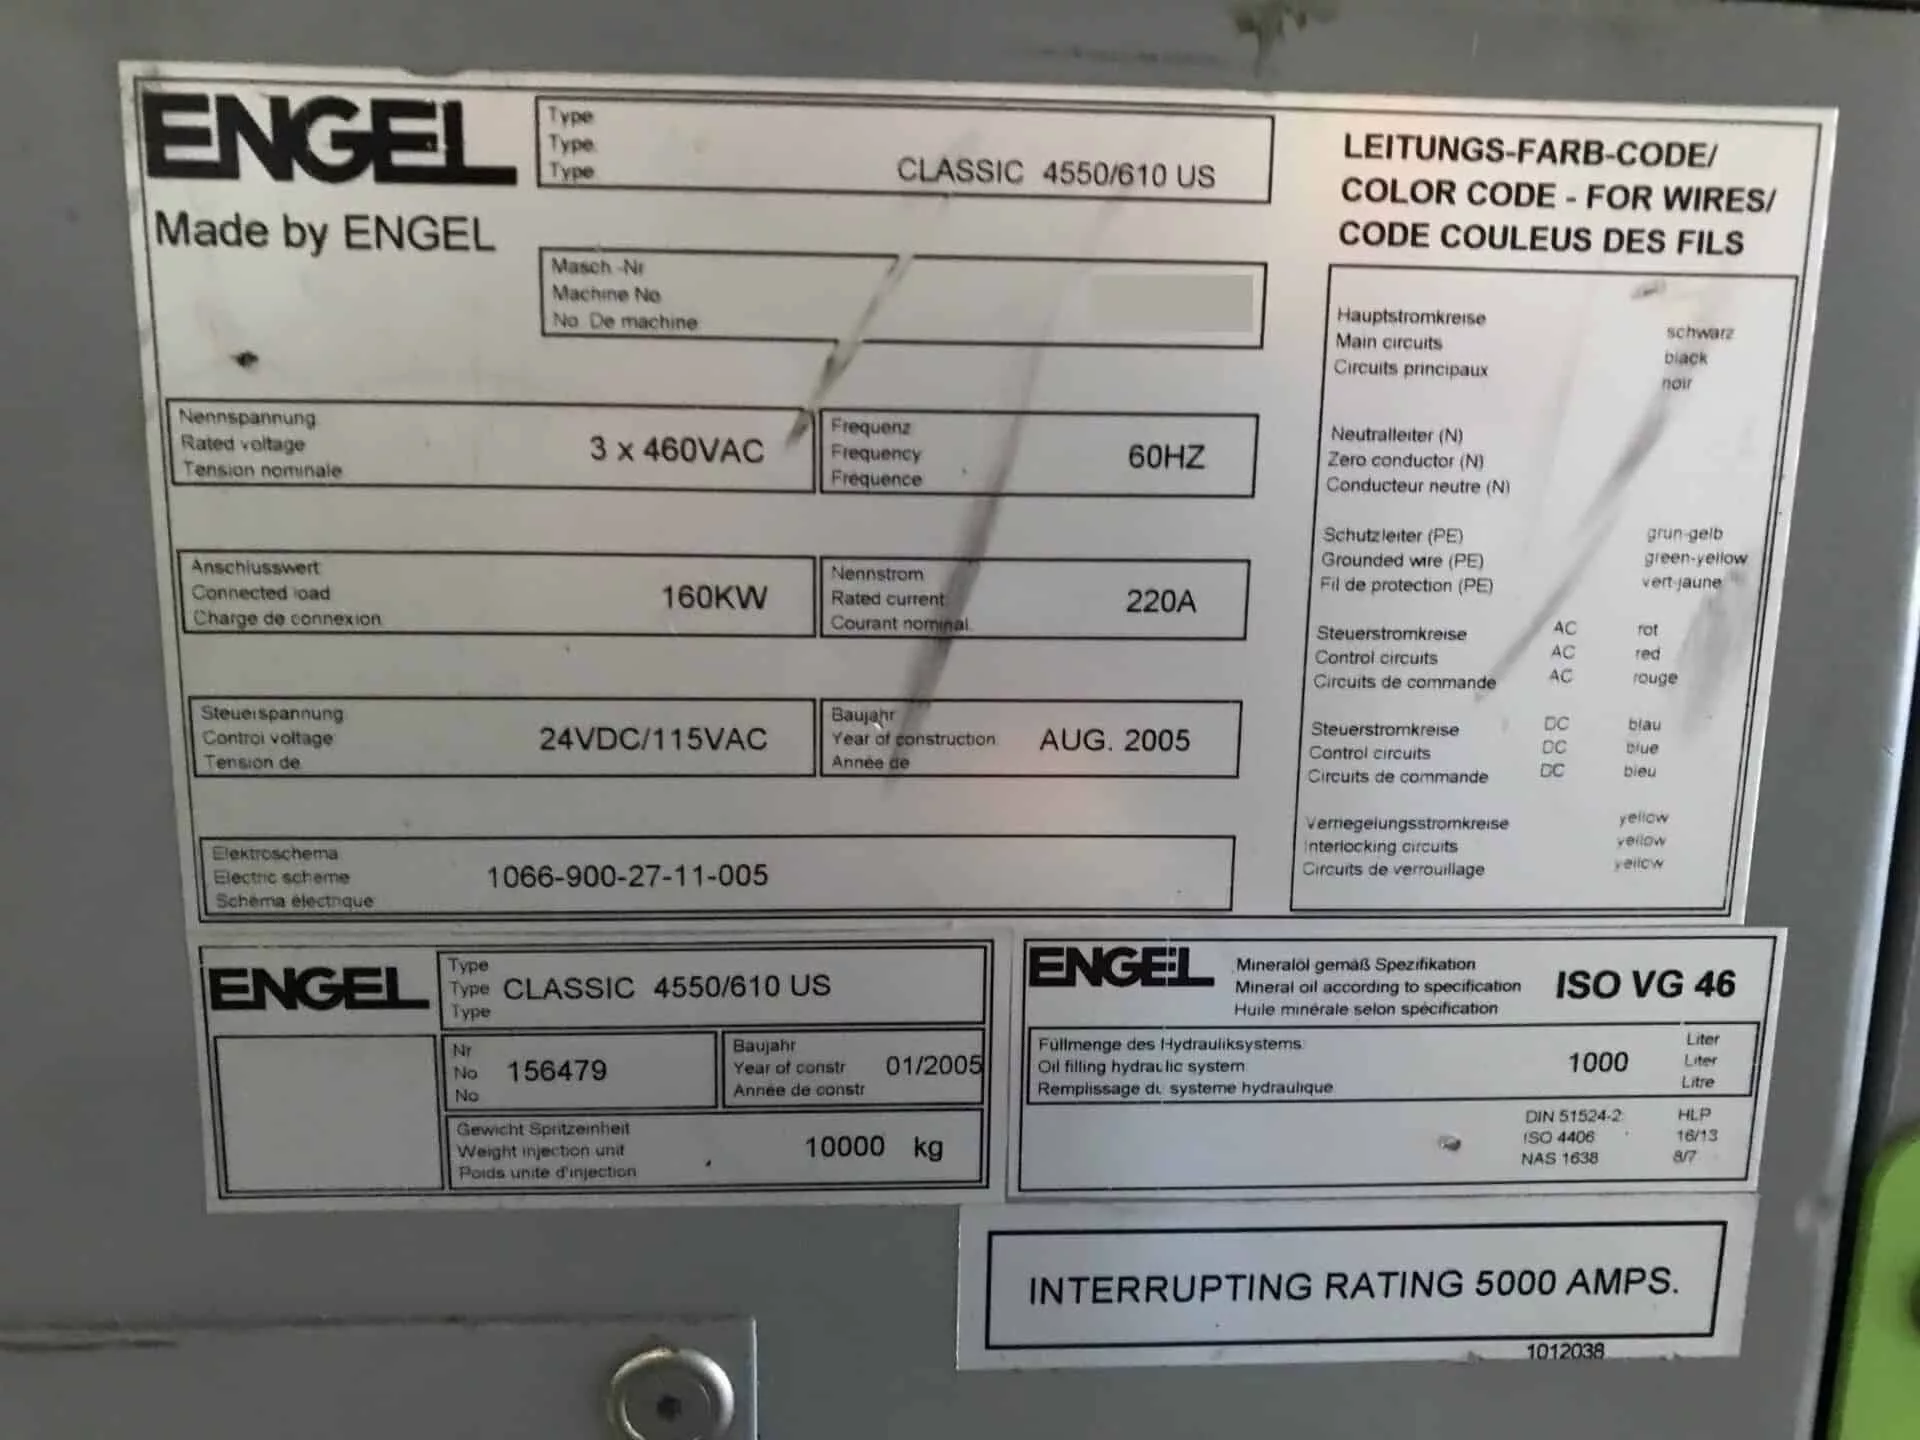 ENGEL
Made by ENGEL
Type
Type
Type
CLASSIC 4550/610 US
Masch.-Nr
Machine No
No. De machine
Nennspannung
Rated voltage
Tension nominale
3 x 460VAC
Frequenz
Frequency
Fréquence
60HZ
Anschlusswert
Connected load
Charge de connexion
160KW
Nennstrom
Rated current
Courant nominal
220A
Steuerspannung
Control voltage
Tension de
24VDC/115VAC
Baujahr
Year of construction
Année de
AUG. 2005
Elektroschema
Electric scheme
Schéma électrique
1066-900-27-11-005
LEITUNGS-FARB-CODE/
COLOR CODE - FOR WIRES/
CODE COULEUS DES FILS
Hauptstromkreise
Main circuits
Circuits principaux
schwarz
black
noir
Neutralleiter (N)
Zero conductor (N)
Conducteur neutre (N)
Schutzleiter (PE)
Grounded wire (PE)
Fil de protection (PE)
grun-gelb
green-yellow
vert-jaune
Steuerstromkreise AC rot
Control circuits AC red
Circuits de commande AC rouge
Steuerstromkreise DC blau
Control circuits DC blue
Circuits de commande DC bleu
Verriegelungsstromkreise yellow
Interlocking circuits yellow
Circuits de verrouillage yellow
ENGEL
Type
Type CLASSIC 4550/610 US
Type
Nr
No 156479
No
Baujahr
Year of constr 01/2005
Année de constr
Gewicht Spritzeinheit
Weight injection unit
Poids unite d'injection
10000 kg
ENGEL
Mineralöl gemäß Spezifikation
Mineral oil according to specification
Huile minérale selon spécification
ISO VG 46
Füllmenge des Hydrauliksystems
Oil filling hydraulic system
Remplissage du systeme hydraulique
1000
Liter
Liter
Litre
DIN 51524-2 HLP
ISO 4406 16/13
NAS 1638 8/7
INTERRUPTING RATING 5000 AMPS.
1012038